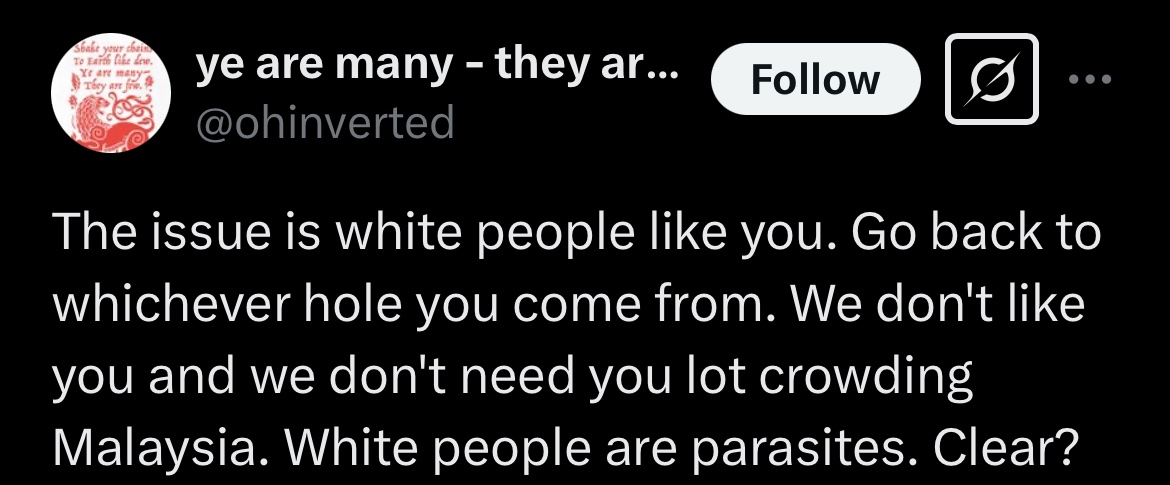 Shake your chains
To Earth like dew.
Ye are many—
They are few.
ye are many - they ar...
@ohinverted
Follow
The issue is white people like you. Go back to
whichever hole you come from. We don't like
you and we don't need you lot crowding
Malaysia. White people are parasites. Clear?